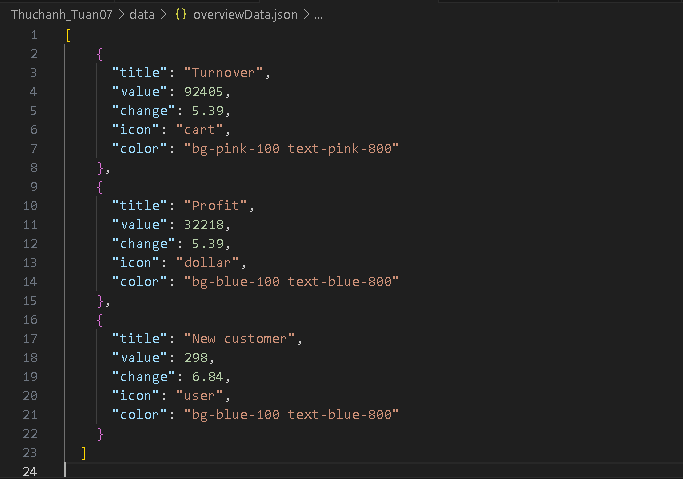 Thuchanh_Tuan07 > data > {} overviewData.json > ...
1 [
2 {
3 "title": "Turnover",
4 "value": 92405,
5 "change": 5.39,
6 "icon": "cart",
7 "color": "bg-pink-100 text-pink-800"
8 },
9 {
10 "title": "Profit",
11 "value": 32218,
12 "change": 5.39,
13 "icon": "dollar",
14 "color": "bg-blue-100 text-blue-800"
15 },
16 {
17 "title": "New customer",
18 "value": 298,
19 "change": 6.84,
20 "icon": "user",
21 "color": "bg-blue-100 text-blue-800"
22 }
23 ]
24